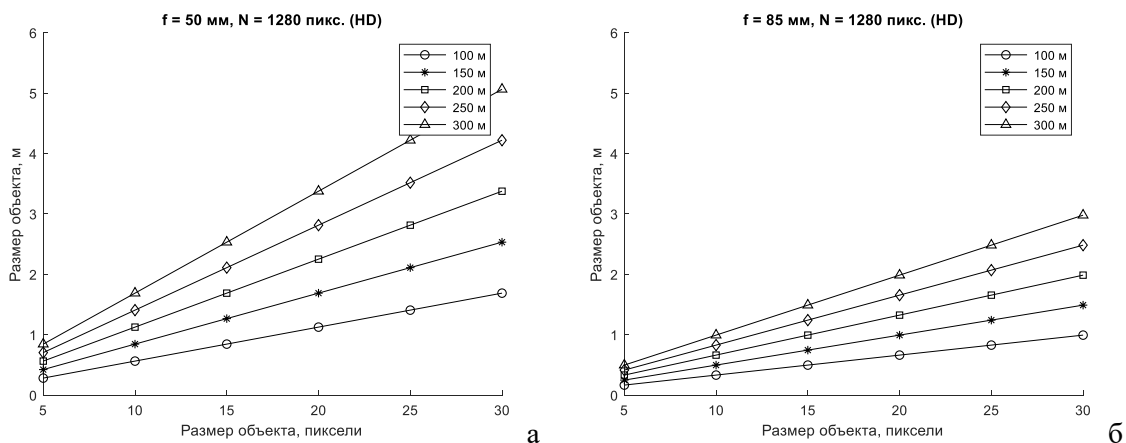 f = 50 мм, N = 1280 пикс. (HD)
6
5
4
3
2
1
0
Размер объекта, м
100 м
150 м
200 м
250 м
300 м
5 10 15 20 25 30
Размер объекта, пиксели
а
f = 85 мм, N = 1280 пикс. (HD)
6
5
4
3
2
1
0
Размер объекта, м
100 м
150 м
200 м
250 м
300 м
5 10 15 20 25 30
Размер объекта, пиксели
б